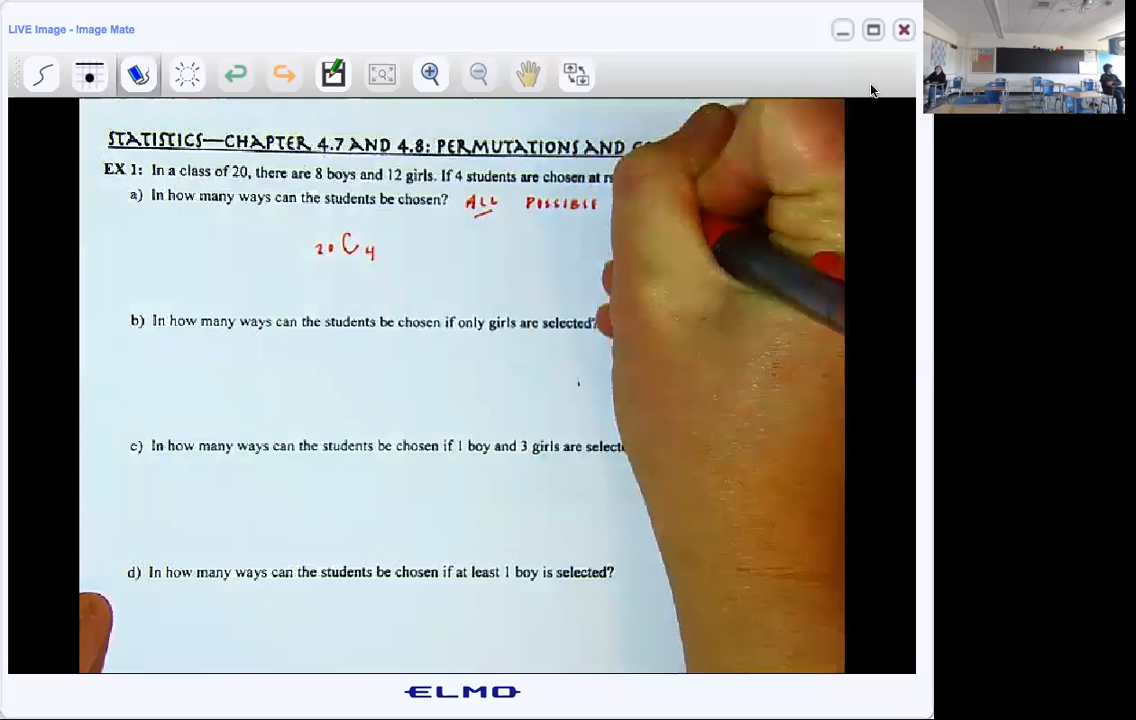 LIVE Image - Image Mate
STATISTICS—CHAPTER 4.7 AND 4.8: PERMUTATIONS AND
EX 1: In a class of 20, there are 8 boys and 12 girls. If 4 students are chosen at
a) In how many ways can the students be chosen? ALL POSSIBLE
20C4
b) In how many ways can the students be chosen if only girls are selected?
c) In how many ways can the students be chosen if 1 boy and 3 girls are
d) In how many ways can the students be chosen if at least 1 boy is selected?
ELMO